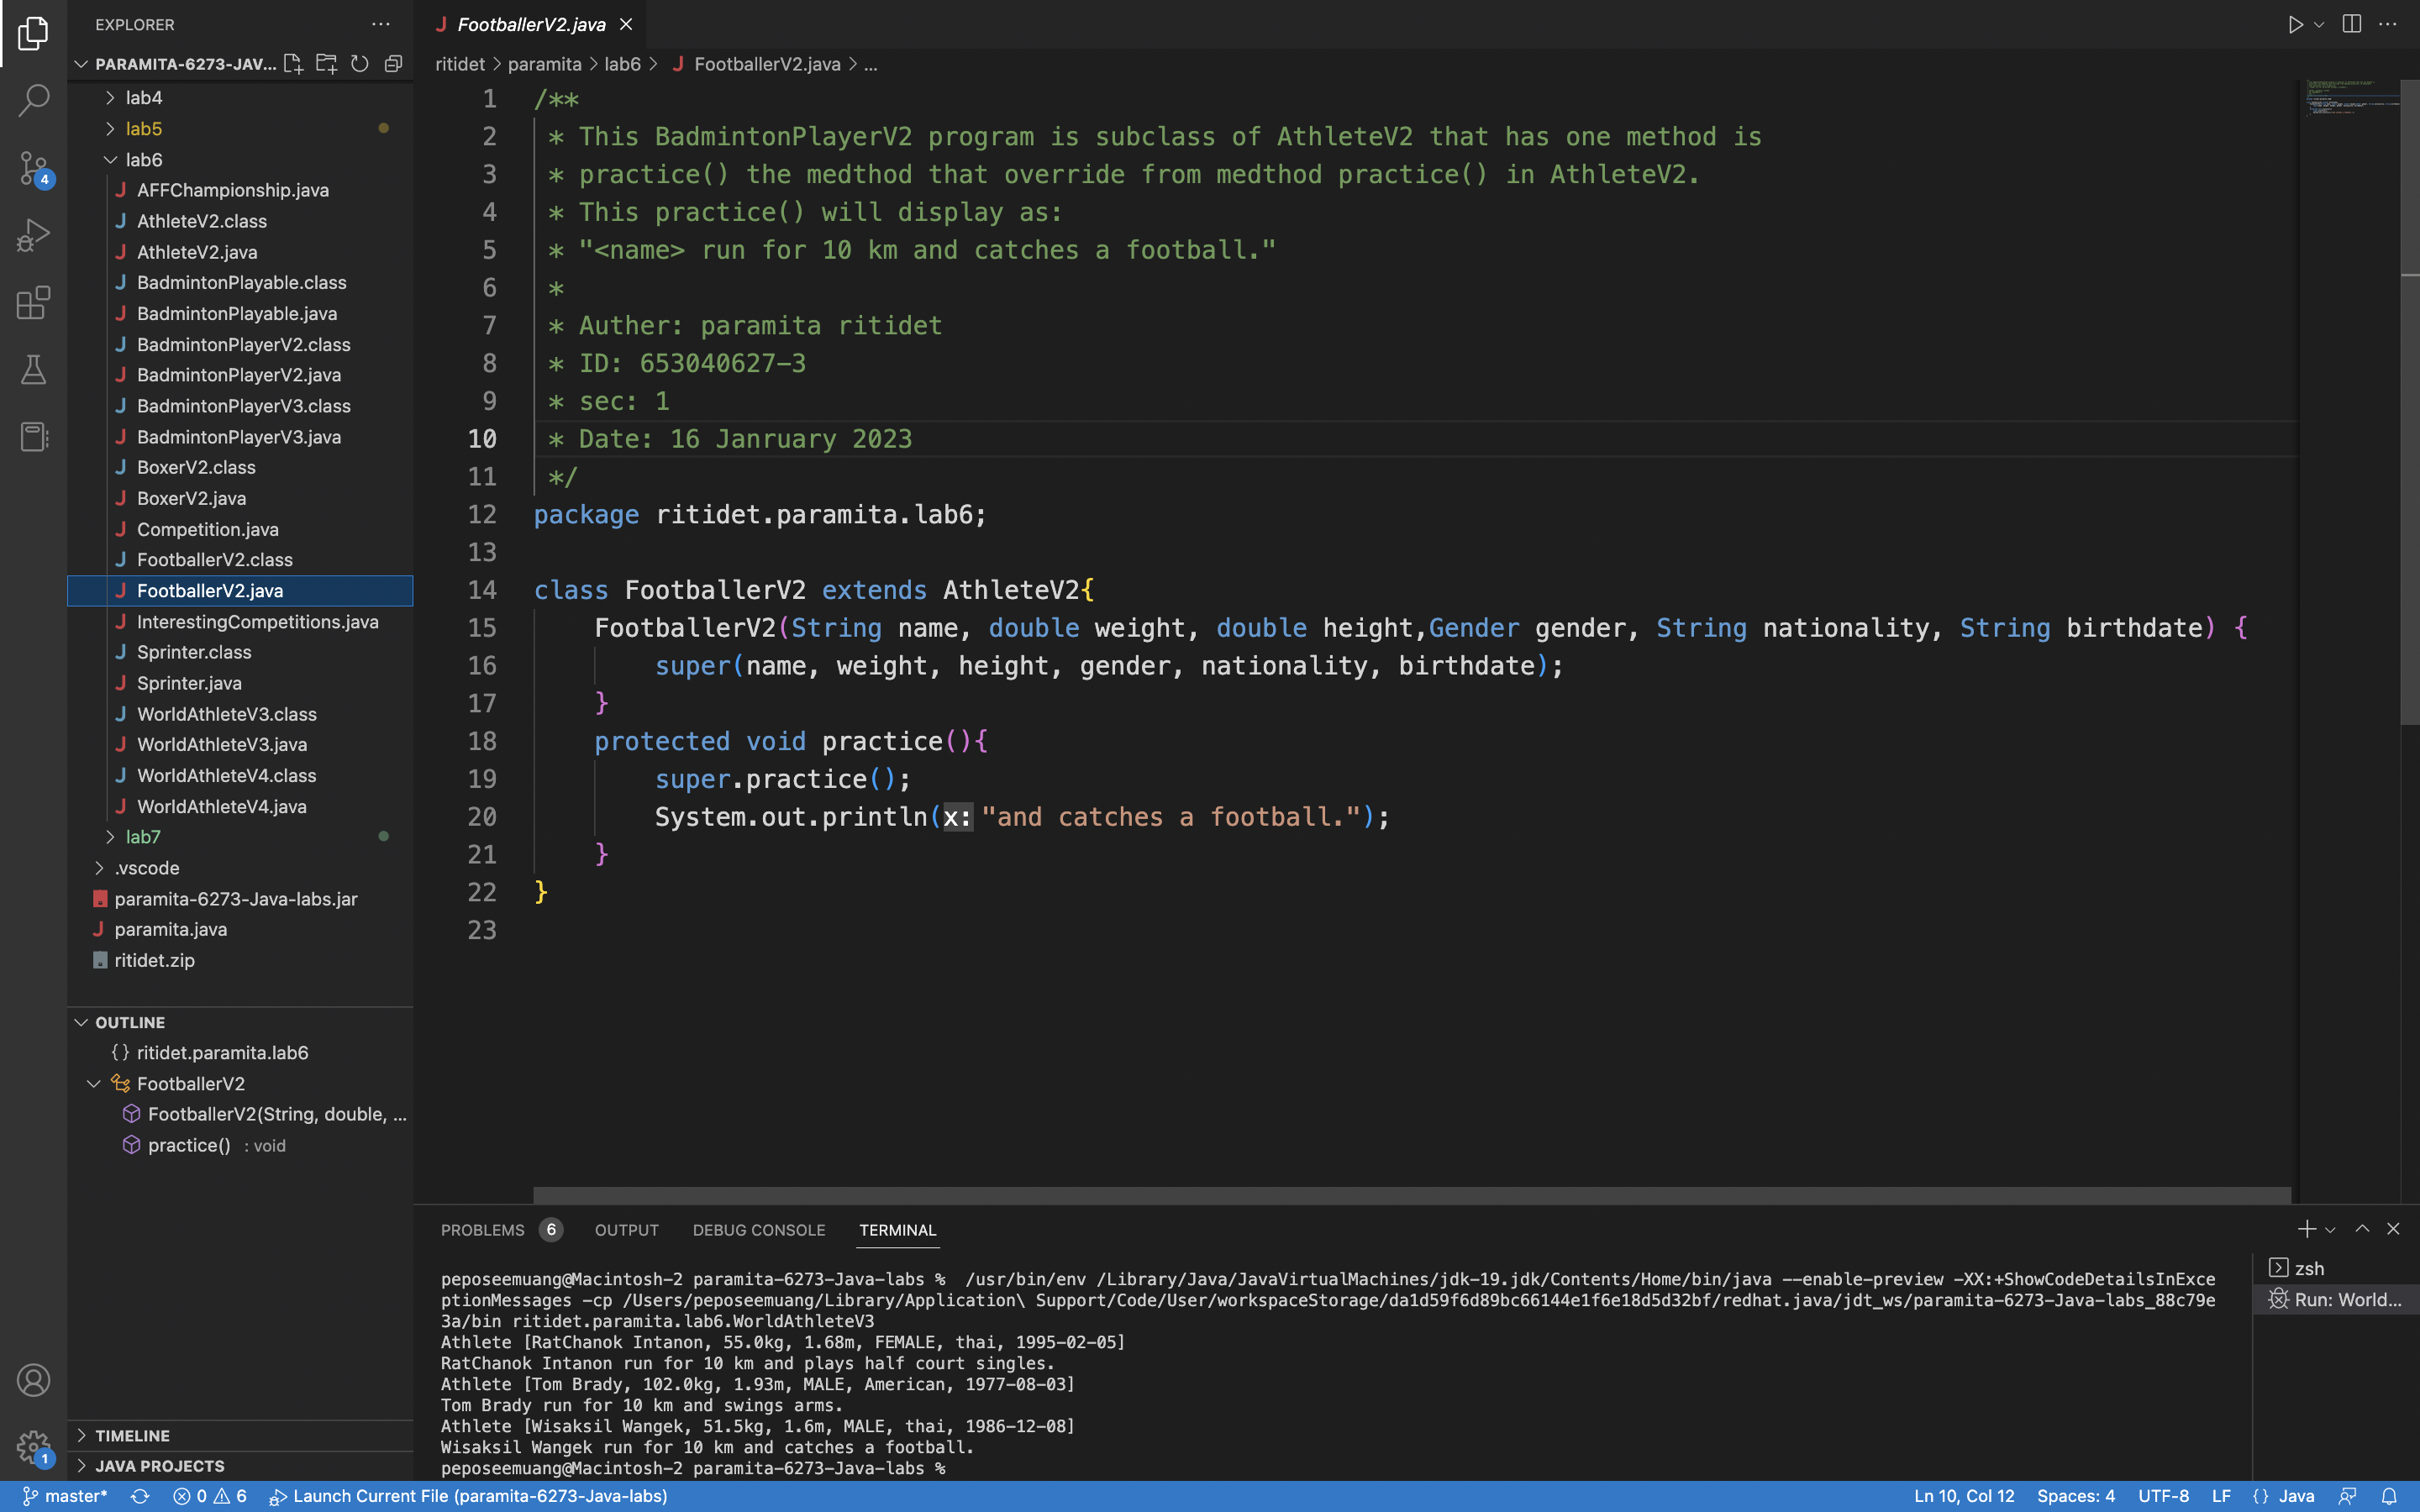 EXPLORER
PARAMITA-6273-JAV...
lab4
lab5
lab6
AFFChampionship.java
AthleteV2.class
AthleteV2.java
BadmintonPlayable.class
BadmintonPlayable.java
BadmintonPlayerV2.class
BadmintonPlayerV2.java
BadmintonPlayerV3.class
BadmintonPlayerV3.java
BoxerV2.class
BoxerV2.java
Competition.java
FootballerV2.class
FootballerV2.java
InterestingCompetitions.java
Sprinter.class
Sprinter.java
WorldAthleteV3.class
WorldAthleteV3.java
WorldAthleteV4.class
WorldAthleteV4.java
lab7
.vscode
paramita-6273-Java-labs.jar
paramita.java
ritidet.zip
OUTLINE
{} ritidet.paramita.lab6
FootballerV2
FootballerV2(String, double, ...
practice() : void
TIMELINE
JAVA PROJECTS
4
1
J FootballerV2.java
ritidet > paramita > lab6 > J FootballerV2.java > ...
1 /**
2 * This BadmintonPlayerV2 program is subclass of AthleteV2 that has one method is
3 * practice() the medthod that override from medthod practice() in AthleteV2.
4 * This practice() will display as:
5 * "<name> run for 10 km and catches a football."
6 *
7 * Auther: paramita ritidet
8 * ID: 653040627-3
9 * sec: 1
10 * Date: 16 Janruary 2023
11 */
12 package ritidet.paramita.lab6;
13
14 class FootballerV2 extends AthleteV2{
15 FootballerV2(String name, double weight, double height,Gender gender, String nationality, String birthdate) {
16 super(name, weight, height, gender, nationality, birthdate);
17 }
18 protected void practice(){
19 super.practice();
20 System.out.println(x: "and catches a football.");
21 }
22 }
23
PROBLEMS 6 OUTPUT DEBUG CONSOLE TERMINAL
peposeemuang@Macintosh-2 paramita-6273-Java-labs % /usr/bin/env /Library/Java/JavaVirtualMachines/jdk-19.jdk/Contents/Home/bin/java --enable-preview -XX:+ShowCodeDetailsInExce
ptionMessages -cp /Users/peposeemuang/Library/Application\ Support/Code/User/workspaceStorage/da1d59f6d89bc66144e1f6e18d5d32bf/redhat.java/jdt_ws/paramita-6273-Java-labs_88c79e
3a/bin ritidet.paramita.lab6.WorldAthleteV3
Athlete [RatChanok Intanon, 55.0kg, 1.68m, FEMALE, thai, 1995-02-05]
RatChanok Intanon run for 10 km and plays half court singles.
Athlete [Tom Brady, 102.0kg, 1.93m, MALE, American, 1977-08-03]
Tom Brady run for 10 km and swings arms.
Athlete [Wisaksil Wangek, 51.5kg, 1.6m, MALE, thai, 1986-12-08]
Wisaksil Wangek run for 10 km and catches a football.
peposeemuang@Macintosh-2 paramita-6273-Java-labs %
zsh
Run: World...
master* 0 6 Launch Current File (paramita-6273-Java-labs) Ln 10, Col 12 Spaces: 4 UTF-8 LF {} Java